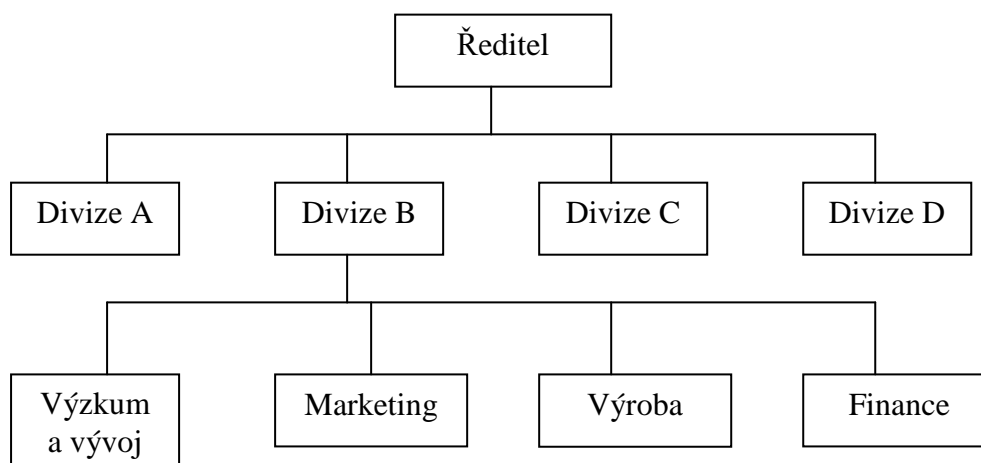 Ředitel
Divize A
Divize B
Divize C
Divize D
Výzkum
a vývoj
Marketing
Výroba
Finance